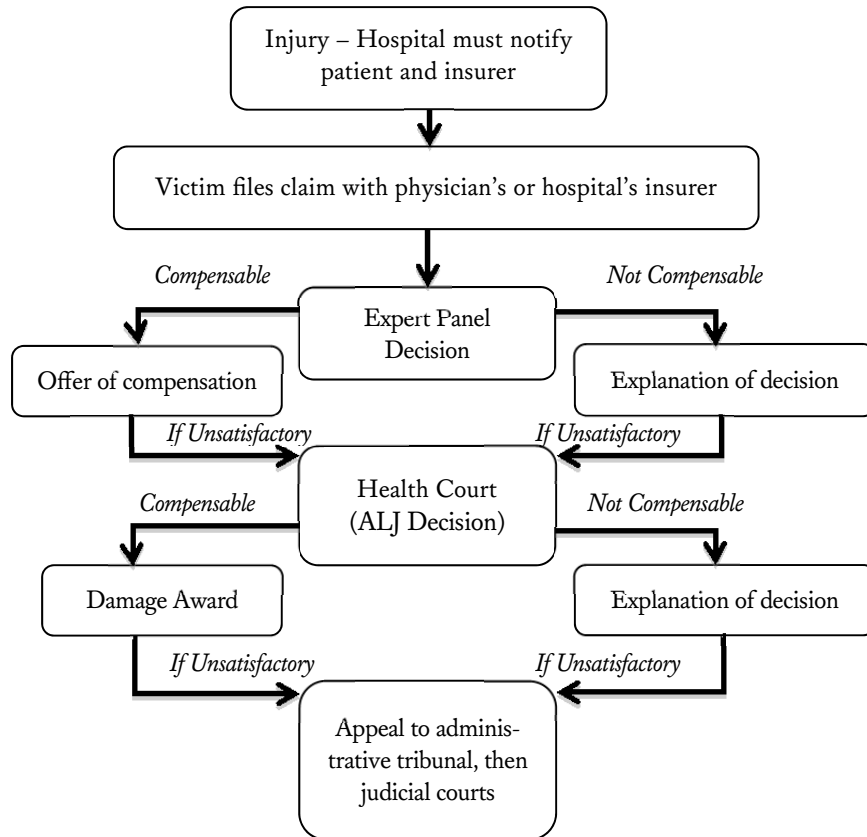 Injury – Hospital must notify
patient and insurer
Victim files claim with physician’s or hospital’s insurer
Compensable
Not Compensable
Expert Panel
Decision
Offer of compensation
Explanation of decision
If Unsatisfactory
If Unsatisfactory
Health Court
(ALJ Decision)
Compensable
Not Compensable
Damage Award
Explanation of decision
If Unsatisfactory
If Unsatisfactory
Appeal to adminis-
trative tribunal, then
judicial courts